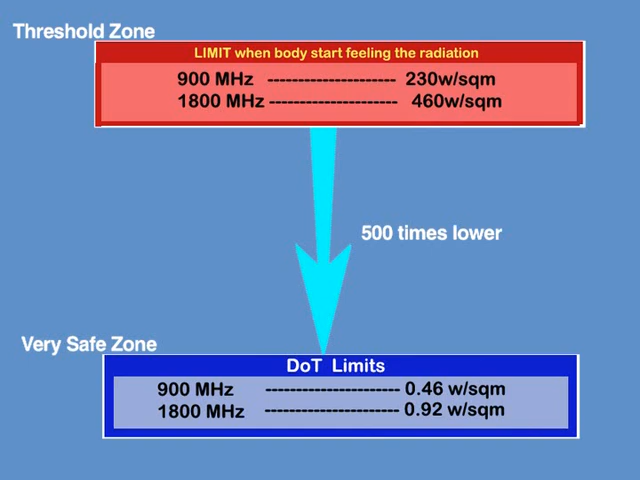 Threshold Zone
LIMIT when body start feeling the radiation
900 MHz --------------------- 230w/sqm
1800 MHz --------------------- 460w/sqm
500 times lower
Very Safe Zone
DoT Limits
900 MHz ---------------------- 0.46 w/sqm
1800 MHz ---------------------- 0.92 w/sqm